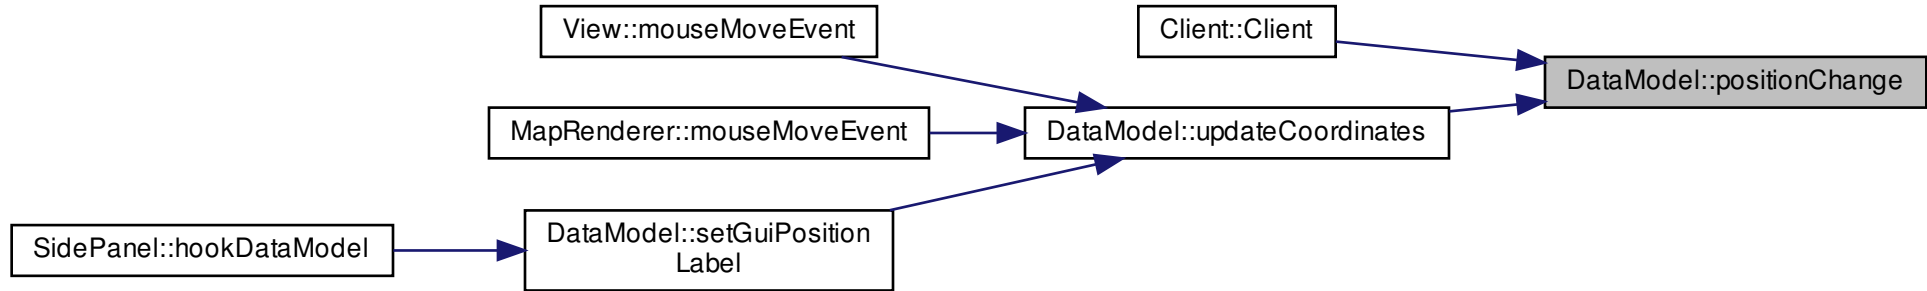 View::mouseMoveEvent
Client::Client
DataModel::positionChange
MapRenderer::mouseMoveEvent
DataModel::updateCoordinates
SidePanel::hookDataModel
DataModel::setGuiPosition
Label